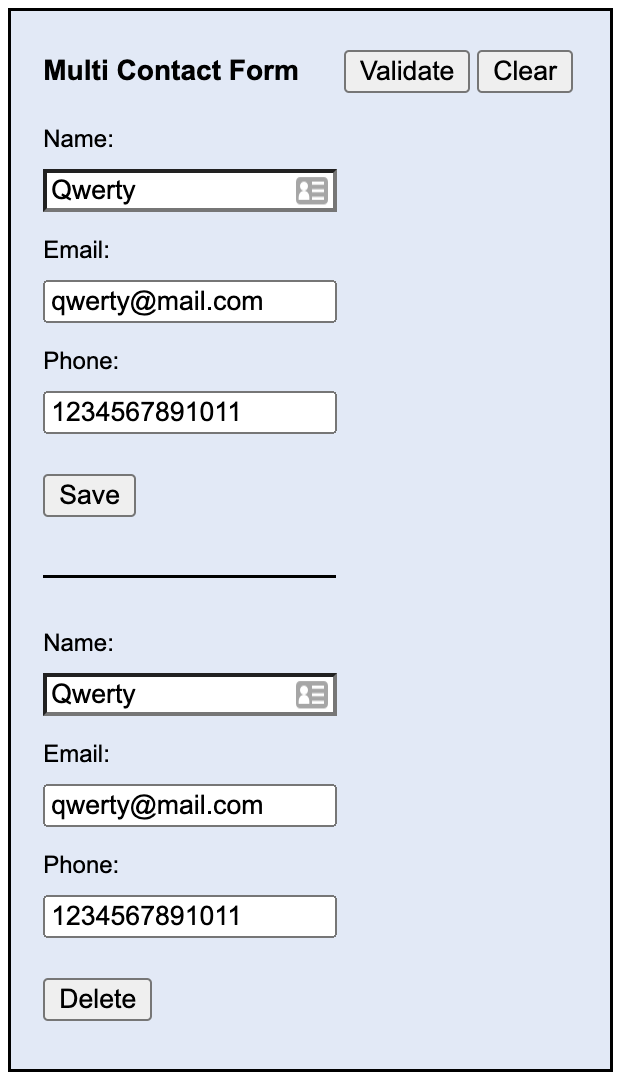 Multi Contact Form Validate Clear
Name:
Qwerty
Email:
qwerty@mail.com
Phone:
1234567891011
Save
Name:
Qwerty
Email:
qwerty@mail.com
Phone:
1234567891011
Delete